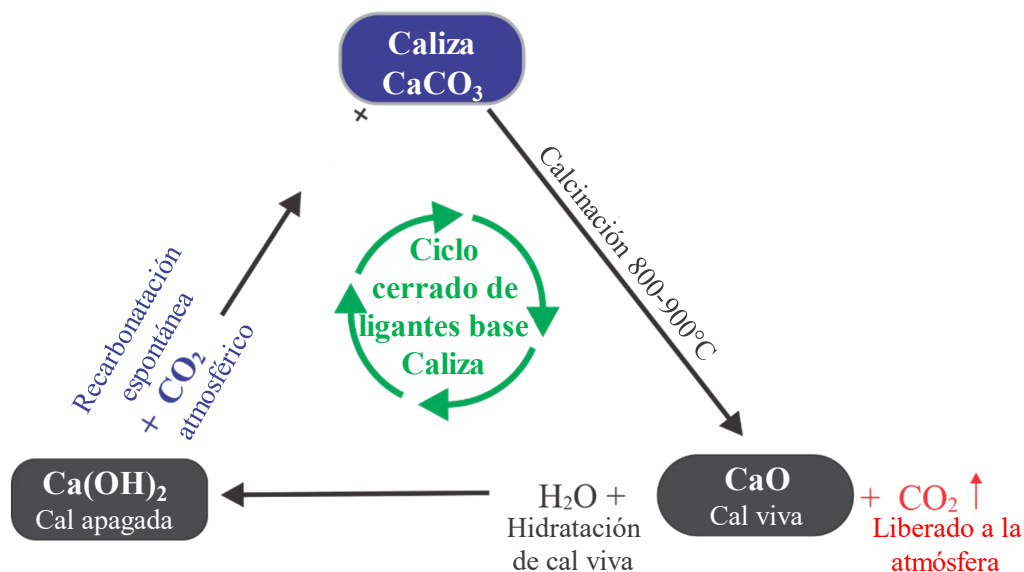 Caliza
CaCO₃
+
Calcinación 800-900°C
Ciclo
cerrado de
ligantes base
Caliza
Recarbonatación
espontánea
+ CO₂
atmosférico
Ca(OH)₂
Cal apagada
H₂O +
Hidratación
de cal viva
CaO
Cal viva
+ CO₂ ↑
Liberado a la
atmósfera